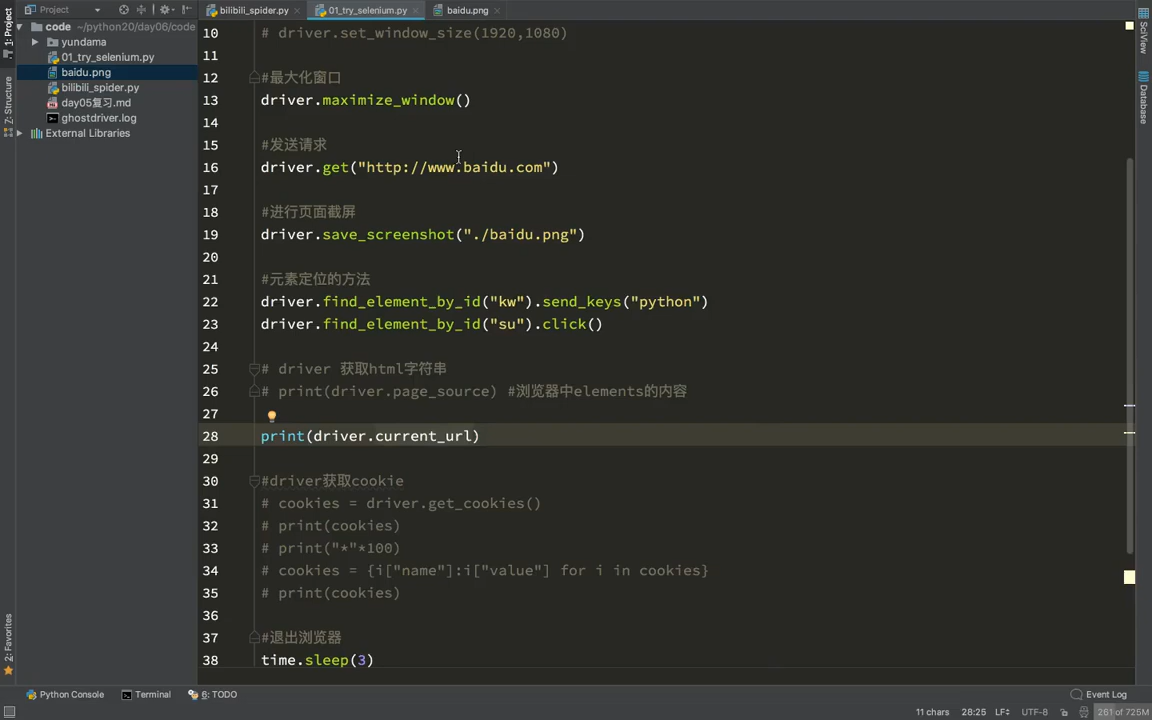 Project
bilibili_spider.py
01_try_selenium.py
baidu.png
1: Project
Z: Structure
2: Favorites
code ~/python20/day06/code
yundama
01_try_selenium.py
baidu.png
bilibili_spider.py
day05复习.md
ghostdriver.log
External Libraries
10 # driver.set_window_size(1920,1080)
11
12 #最大化窗口
13 driver.maximize_window()
14
15 #发送请求
16 driver.get("http://www.baidu.com")
17
18 #进行页面截屏
19 driver.save_screenshot("./baidu.png")
20
21 #元素定位的方法
22 driver.find_element_by_id("kw").send_keys("python")
23 driver.find_element_by_id("su").click()
24
25 # driver 获取html字符串
26 # print(driver.page_source) #浏览器中elements的内容
27
28 print(driver.current_url)
29
30 #driver获取cookie
31 # cookies = driver.get_cookies()
32 # print(cookies)
33 # print("*"*100)
34 # cookies = {i["name"]:i["value"] for i in cookies}
35 # print(cookies)
36
37 #退出浏览器
38 time.sleep(3)
SciView
Database
Python Console
Terminal
6: TODO
Event Log
11 chars
28:25
LF
UTF-8
261 of 725M